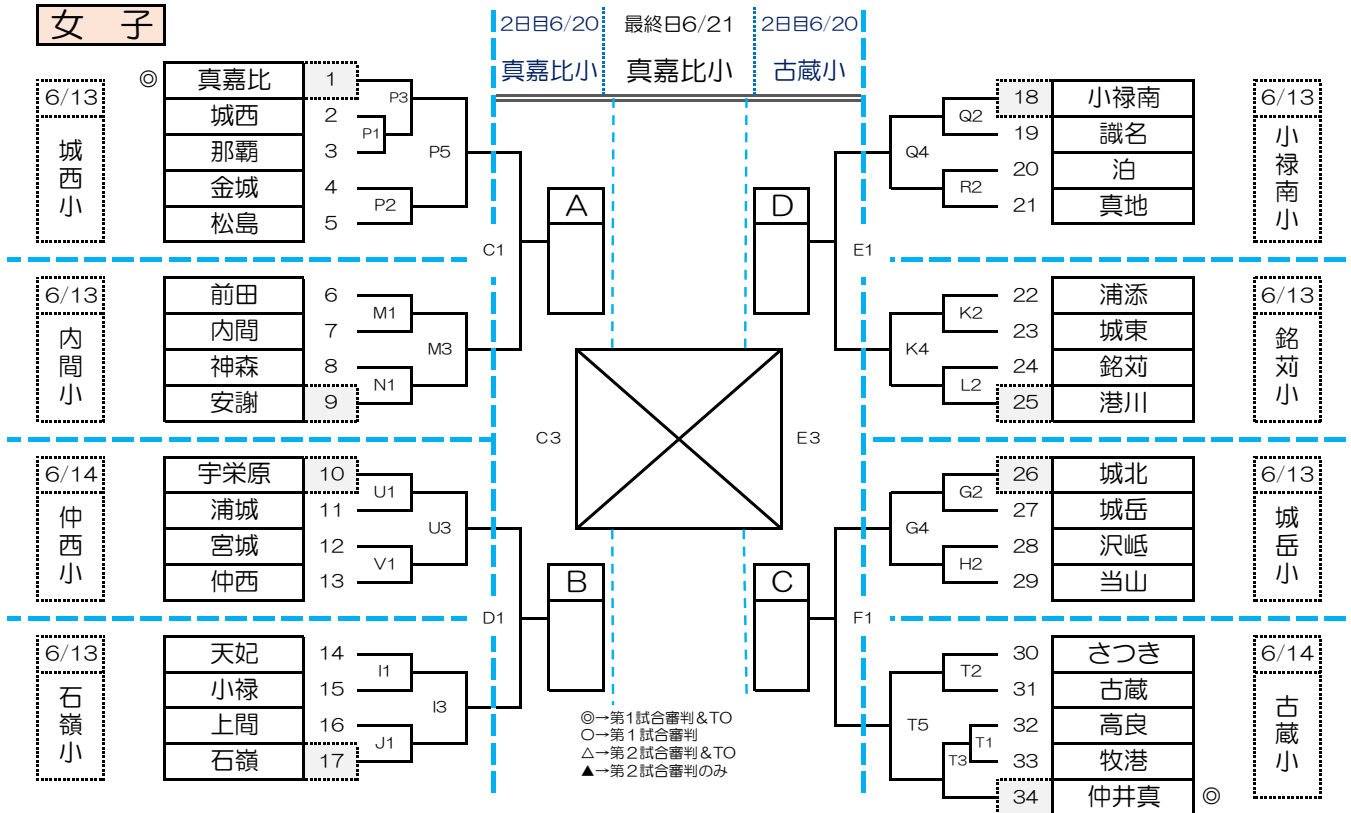 女 子
2日目6/20 最終日6/21 2日目6/20
真嘉比小 真嘉比小 古蔵小
6/13
城西小
◎ 真嘉比 1
城西 2
那覇 3
金城 4
松島 5
P3
P1
P5
P2
6/13
内間小
前田 6
内間 7
神森 8
安謝 9
M1
M3
N1
C1
A
6/14
仲西小
宇栄原 10
浦城 11
宮城 12
仲西 13
U1
U3
V1
6/13
石嶺小
天妃 14
小禄 15
上間 16
石嶺 17
I1
I3
J1
D1
B
C3
E3
D
E1
C
F1
18 小禄南
19 識名
20 泊
21 真地
Q2
Q4
R2
6/13
小禄南小
22 浦添
23 城東
24 銘苅
25 港川
K2
K4
L2
6/13
銘苅小
26 城北
27 城岳
28 沢岻
29 当山
G2
G4
H2
6/13
城岳小
30 さつき
31 古蔵
32 高良
33 牧港
34 仲井真 ◎
T2
T5
T1
T3
6/14
古蔵小
◎→第1試合審判&TO
○→第1試合審判
△→第2試合審判&TO
▲→第2試合審判のみ